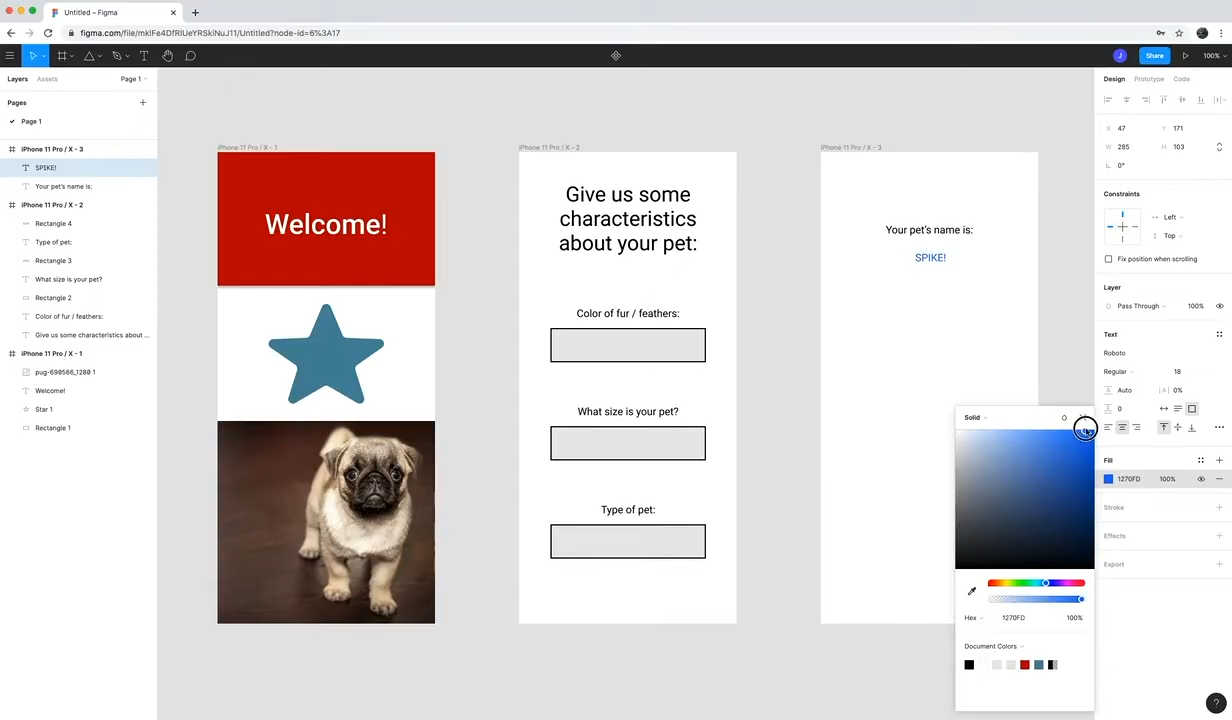 Untitled – Figma
figma.com/file/mkIFe4DfRIUeYRSkiNuJ11/Untitled?node-id=6%3A17
J
Share
100%
Layers
Assets
Page 1
Pages
Page 1
iPhone 11 Pro / X - 3
SPIKE!
Your pet's name is:
iPhone 11 Pro / X - 2
Rectangle 4
Type of pet:
Rectangle 3
What size is your pet?
Rectangle 2
Color of fur / feathers:
Give us some characteristics about ...
iPhone 11 Pro / X - 1
pug-690566_1280 1
Welcome!
Star 1
Rectangle 1
iPhone 11 Pro / X - 1
Welcome!
iPhone 11 Pro / X - 2
Give us some
characteristics
about your pet:
Color of fur / feathers:
What size is your pet?
Type of pet:
iPhone 11 Pro / X - 3
Your pet's name is:
SPIKE!
Solid
Hex
1270FD
100%
Document Colors
Design
Prototype
Code
X 47 Y 171
W 285 H 103
0°
Constraints
Left
Top
Fix position when scrolling
Layer
Pass Through
100%
Text
Roboto
Regular
18
Auto
0%
0
Fill
1270FD
100%
Stroke
Effects
Export
?